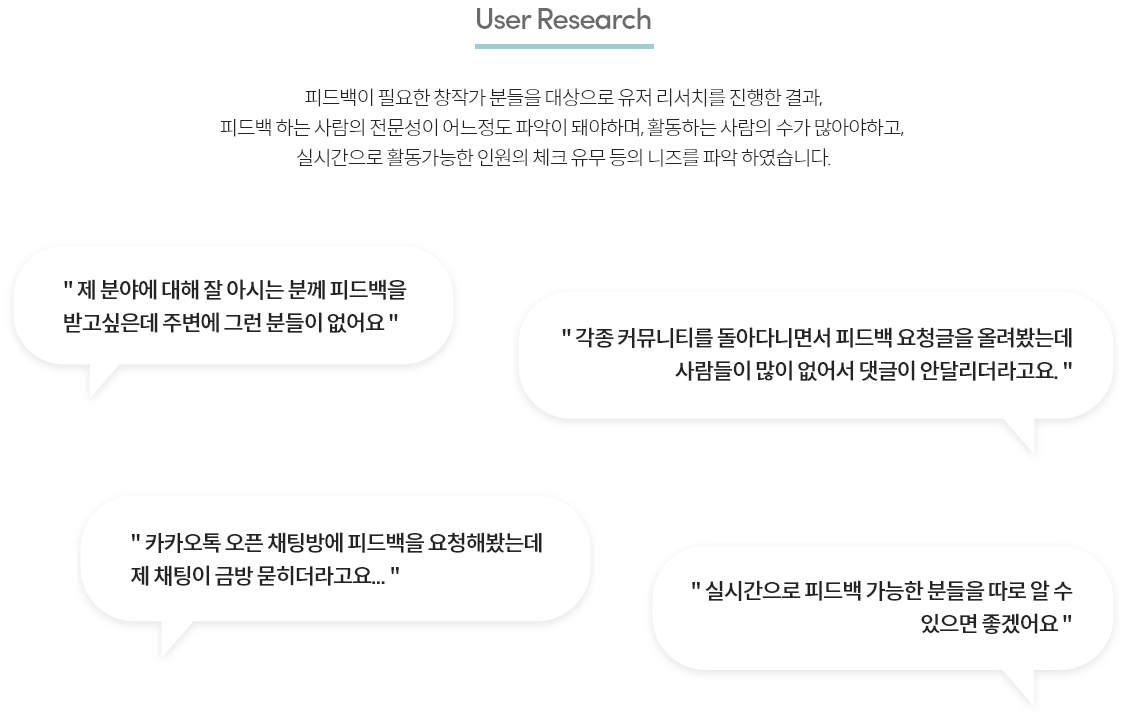 User Research
피드백이 필요한 창작가 분들을 대상으로 유저 리서치를 진행한 결과,
피드백 하는 사람의 전문성이 어느정도 파악이 돼야하며, 활동하는 사람의 수가 많아야하고,
실시간으로 활동가능한 인원의 체크 유무 등의 니즈를 파악 하였습니다.
" 제 분야에 대해 잘 아시는 분께 피드백을
받고싶은데 주변에 그런 분들이 없어요 "
" 각종 커뮤니티를 돌아다니면서 피드백 요청글을 올려봤는데
사람들이 많이 없어서 댓글이 안달리더라고요. "
" 카카오톡 오픈 채팅방에 피드백을 요청해봤는데
제 채팅이 금방 묻히더라고요... "
" 실시간으로 피드백 가능한 분들을 따로 알 수
있으면 좋겠어요 "